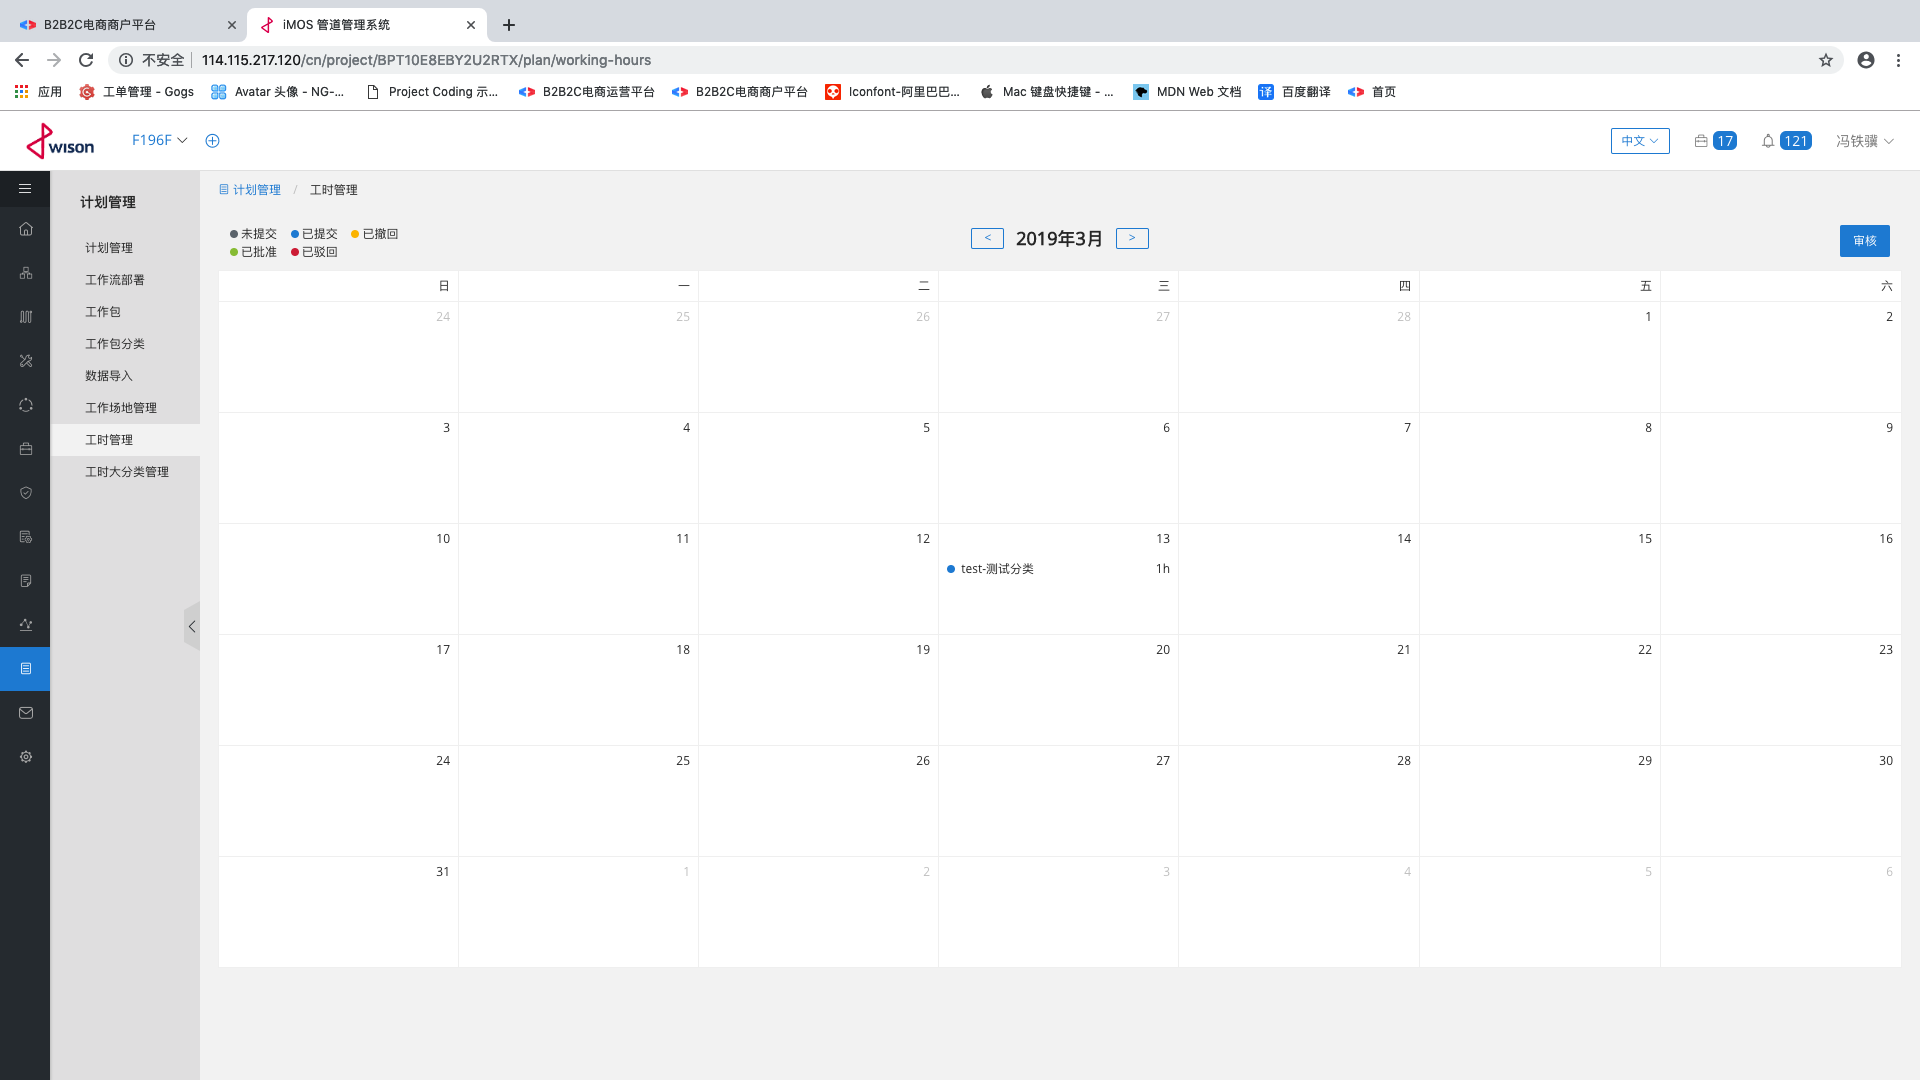 B2B2C电商商户平台
iMOS 管道管理系统
不安全 114.115.217.120/cn/project/BPT10E8EBY2U2RTX/plan/working-hours
应用 工单管理 - Gogs Avatar 头像 - NG-... Project Coding 示... B2B2C电商运营平台 B2B2C电商商户平台 Iconfont-阿里巴巴... Mac 键盘快捷键 - ... MDN Web 文档 译 百度翻译 首页
wison F196F 中文 17 121 冯铁骥
计划管理 / 工时管理
计划管理
计划管理
工作流部署
工作包
工作包分类
数据导入
工作场地管理
工时管理
工时大分类管理
未提交 已提交 已撤回
已批准 已驳回
< 2019年3月 >
审核
日 一 二 三 四 五 六
24 25 26 27 28 1 2
3 4 5 6 7 8 9
10 11 12 13 14 15 16
test-测试分类 1h
17 18 19 20 21 22 23
24 25 26 27 28 29 30
31 1 2 3 4 5 6